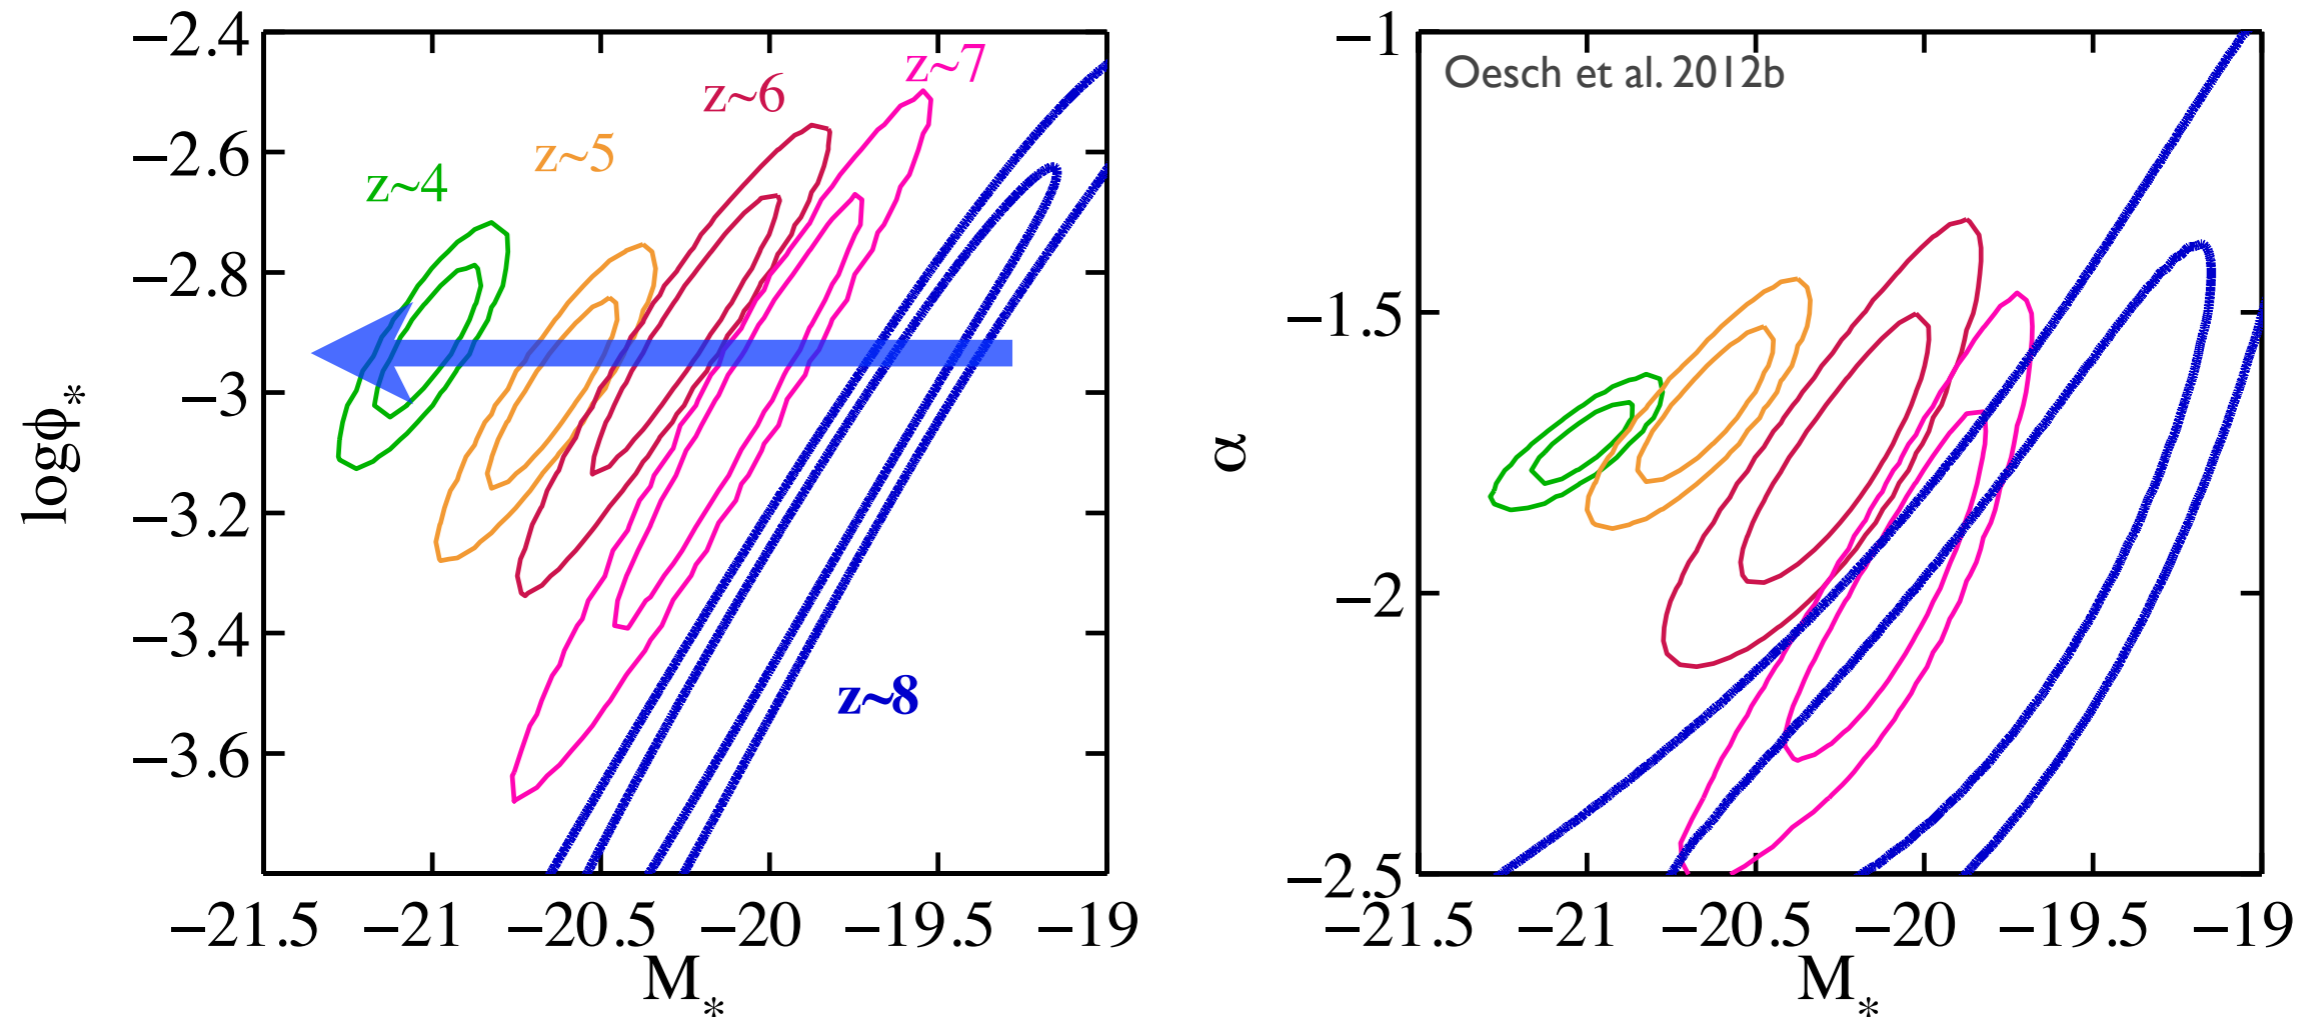 −2.4
−2.6
−2.8
−3
−3.2
−3.4
−3.6
logϕ*
z~4
z~5
z~6
z~7
z~8
−21.5 −21 −20.5 −20 −19.5 −19
M*
Oesch et al. 2012b
−1
−1.5
−2
−2.5
α
−21.5 −21 −20.5 −20 −19.5 −19
M*